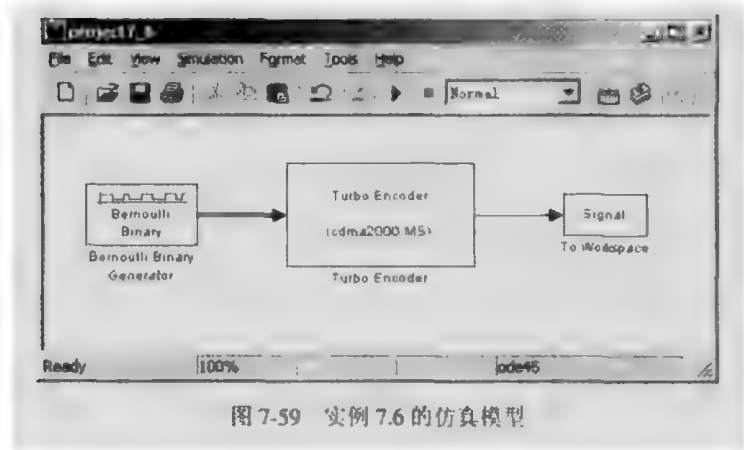 project7_6
File Edit View Simulation Format Tools Help
Normal
Bernoulli
Binary
Bernoulli Binary
Generator
Turbo Encoder
(cdma2000 MS)
Turbo Encoder
Signal
To Workspace
Ready 100% ode45
图 7-59 实例 7.6 的仿真模型